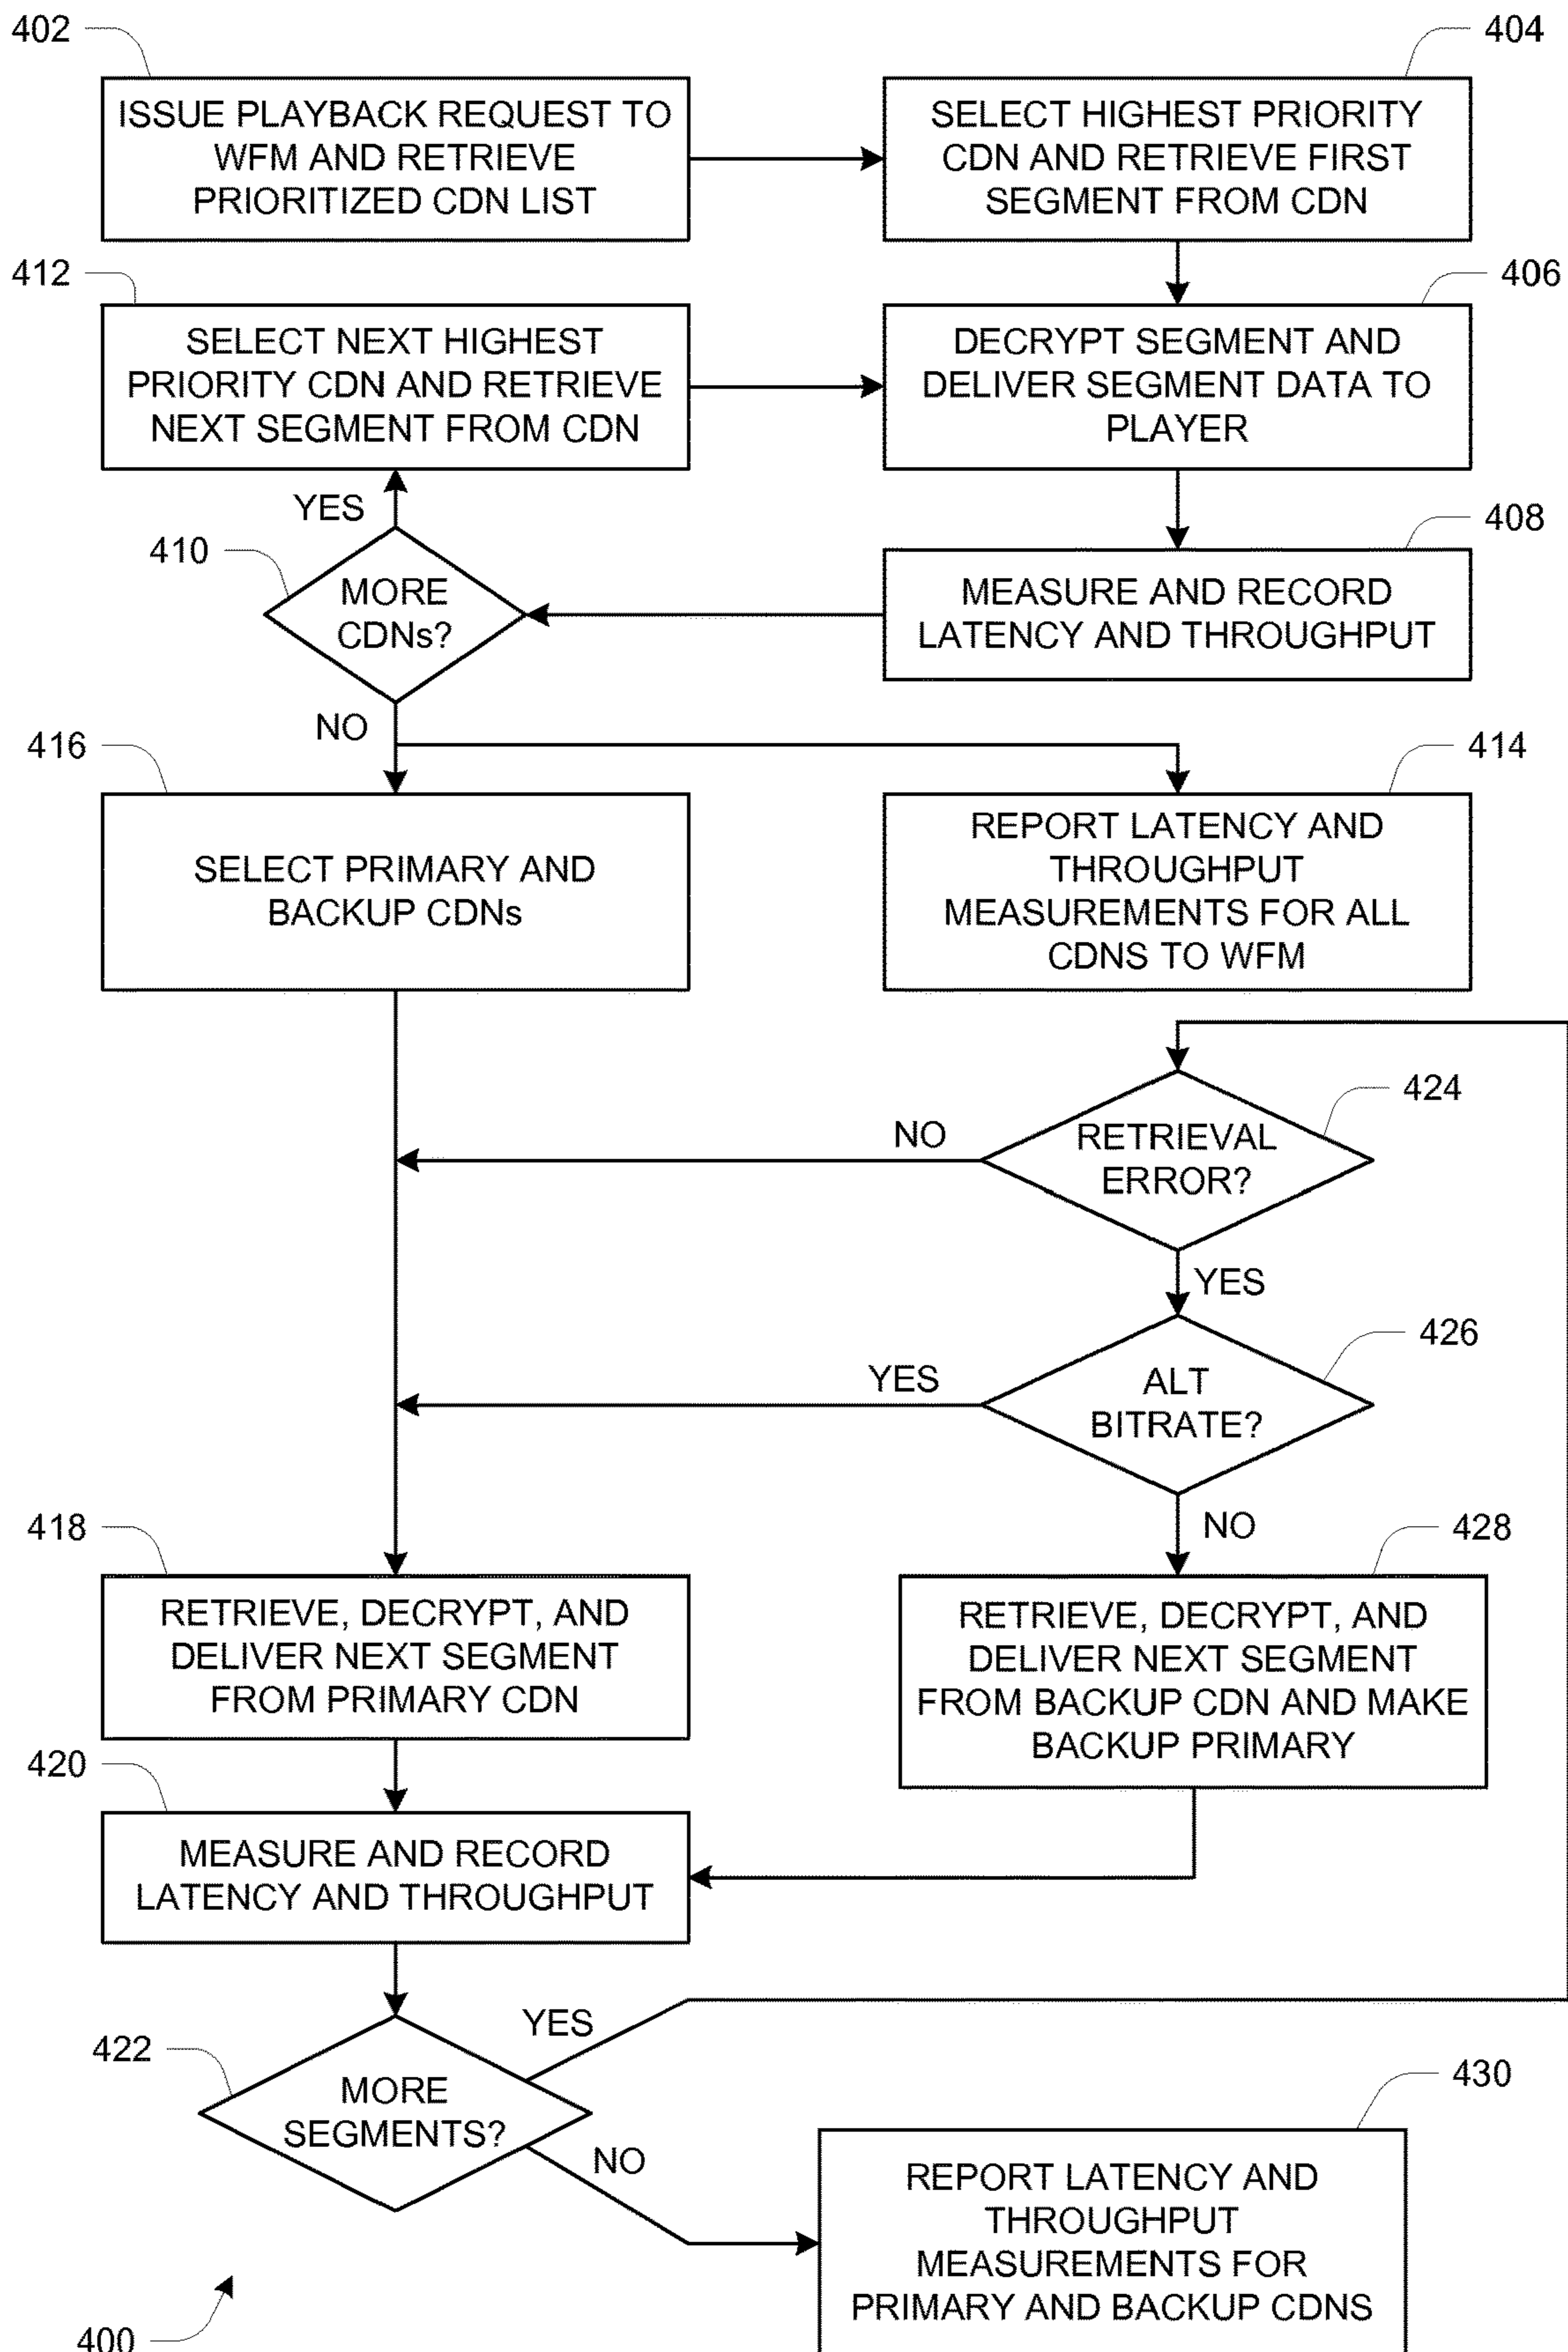 402
ISSUE PLAYBACK REQUEST TO
WFM AND RETRIEVE
PRIORITIZED CDN LIST
404
SELECT HIGHEST PRIORITY
CDN AND RETRIEVE FIRST
SEGMENT FROM CDN
412
SELECT NEXT HIGHEST
PRIORITY CDN AND RETRIEVE
NEXT SEGMENT FROM CDN
406
DECRYPT SEGMENT AND
DELIVER SEGMENT DATA TO
PLAYER
YES
410
MORE
CDNs?
408
MEASURE AND RECORD
LATENCY AND THROUGHPUT
NO
416
SELECT PRIMARY AND
BACKUP CDNs
414
REPORT LATENCY AND
THROUGHPUT
MEASUREMENTS FOR ALL
CDNS TO WFM
424
NO
RETRIEVAL
ERROR?
YES
426
YES
ALT
BITRATE?
NO
418
RETRIEVE, DECRYPT, AND
DELIVER NEXT SEGMENT
FROM PRIMARY CDN
428
RETRIEVE, DECRYPT, AND
DELIVER NEXT SEGMENT
FROM BACKUP CDN AND MAKE
BACKUP PRIMARY
420
MEASURE AND RECORD
LATENCY AND THROUGHPUT
YES
422
MORE
SEGMENTS?
NO
430
REPORT LATENCY AND
THROUGHPUT
MEASUREMENTS FOR
PRIMARY AND BACKUP CDNS
400